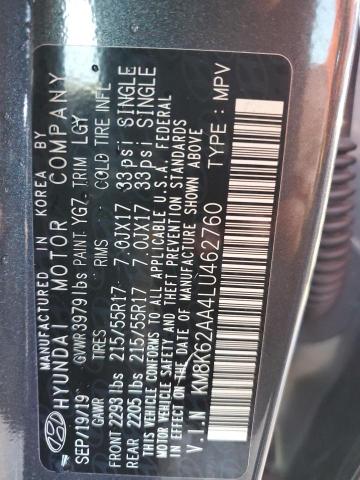 MANUFACTURED IN KOREA BY
HYUNDAI MOTOR COMPANY
SEP/19/19 GVWR 3979 lbs PAINT YG7. TRIM LGY
GAWR TIRES RIMS COLD TIRE INFL
FRONT 2293 lbs 215/55R17 7.0JX17 33psi SINGLE
REAR 2205 lbs 215/55R17 7.0JX17 33psi SINGLE
THIS VEHICLE CONFORMS TO ALL APPLICABLE U.S.A. FEDERAL
MOTOR VEHICLE SAFETY, BUMPER, AND THEFT
PREVENTION STANDARDS IN EFFECT ON THE DATE OF
MANUFACTURE SHOWN ABOVE.
V.I.N KM8K62AA4LU462760 TYPE : MPV